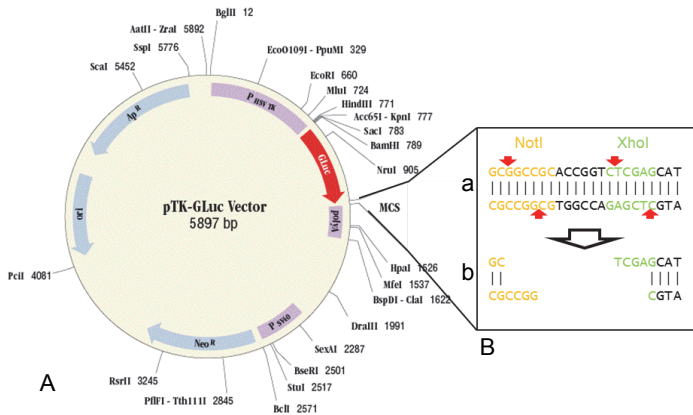 BglII 12
AatII - ZraI 5892
SspI 5776
ScaI 5452
EcoO109I - PpuMI 329
EcoRI 660
MluI 724
HindIII 771
Acc65I - KpnI 777
SacI 783
BamHI 789
NruI 905
P HSV TK
Ap R
GLuc
pTK-GLuc Vector
5897 bp
MCS
polyA
ori
PciI 4081
HpaI 1526
MfeI 1537
BspDI - ClaI 1622
DraIII 1991
P SV40
Neo R
SexAI 2287
BseRI 2501
StuI 2517
BclI 2571
RsrII 3245
PflFI - Tth111I 2845
A
NotI XhoI
a GCGGCCGCACCGGTCTCGAGCAT
CGCCGGCGTGGCCAGAGCTCGTA
b GC TCGAGCAT
CGCCGG CGTA
B